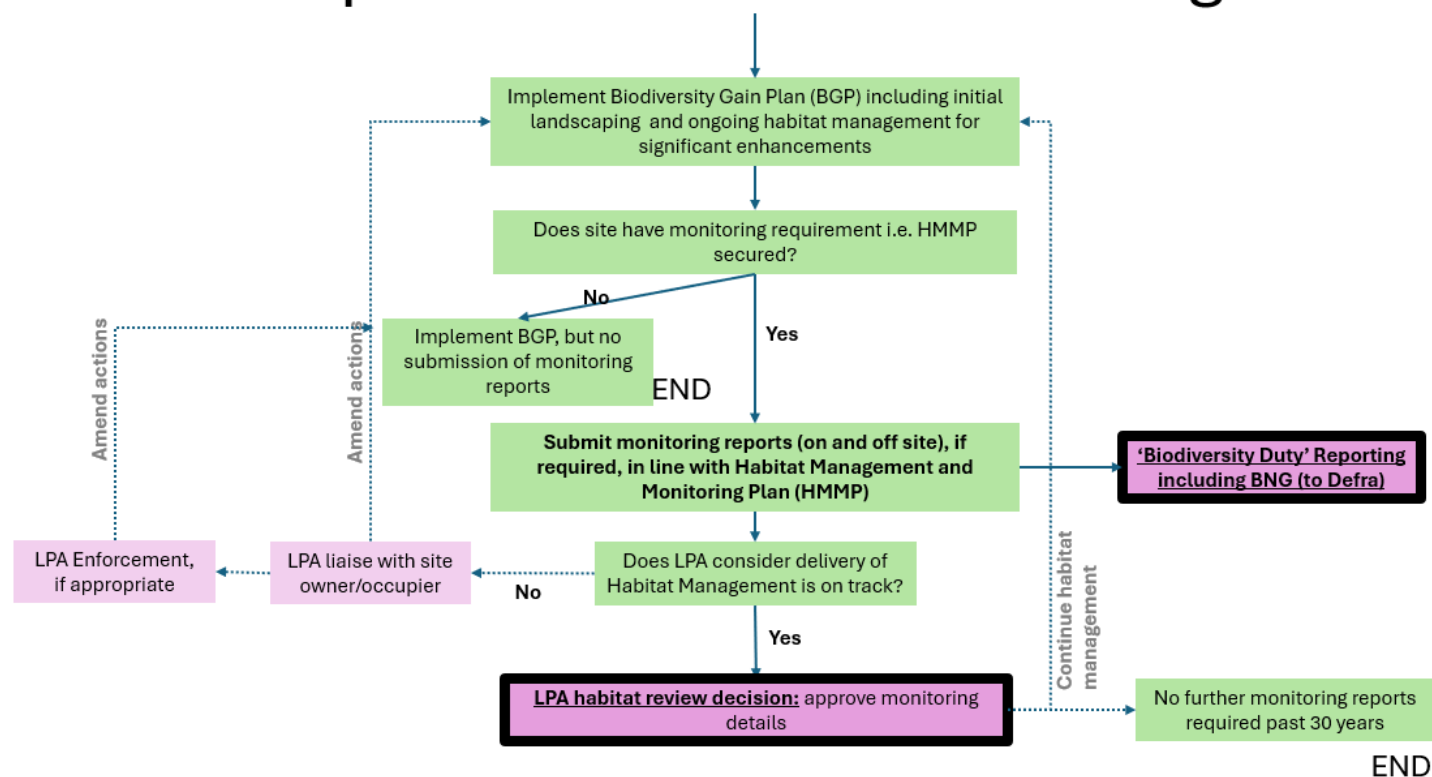 Implement Biodiversity Gain Plan (BGP) including initial
landscaping  and ongoing habitat management for
significant enhancements
Does site have monitoring requirement i.e. HMMP
secured?
No
Yes
Implement BGP, but no
submission of monitoring
reports
END
Amend actions
Amend actions
Submit monitoring reports (on and off site), if
required, in line with Habitat Management and
Monitoring Plan (HMMP)
‘Biodiversity Duty’ Reporting
including BNG (to Defra)
LPA Enforcement,
if appropriate
LPA liaise with site
owner/occupier
No
Does LPA consider delivery of
Habitat Management is on track?
Yes
Continue habitat
management
LPA habitat review decision: approve monitoring
details
No further monitoring reports
required past 30 years
END